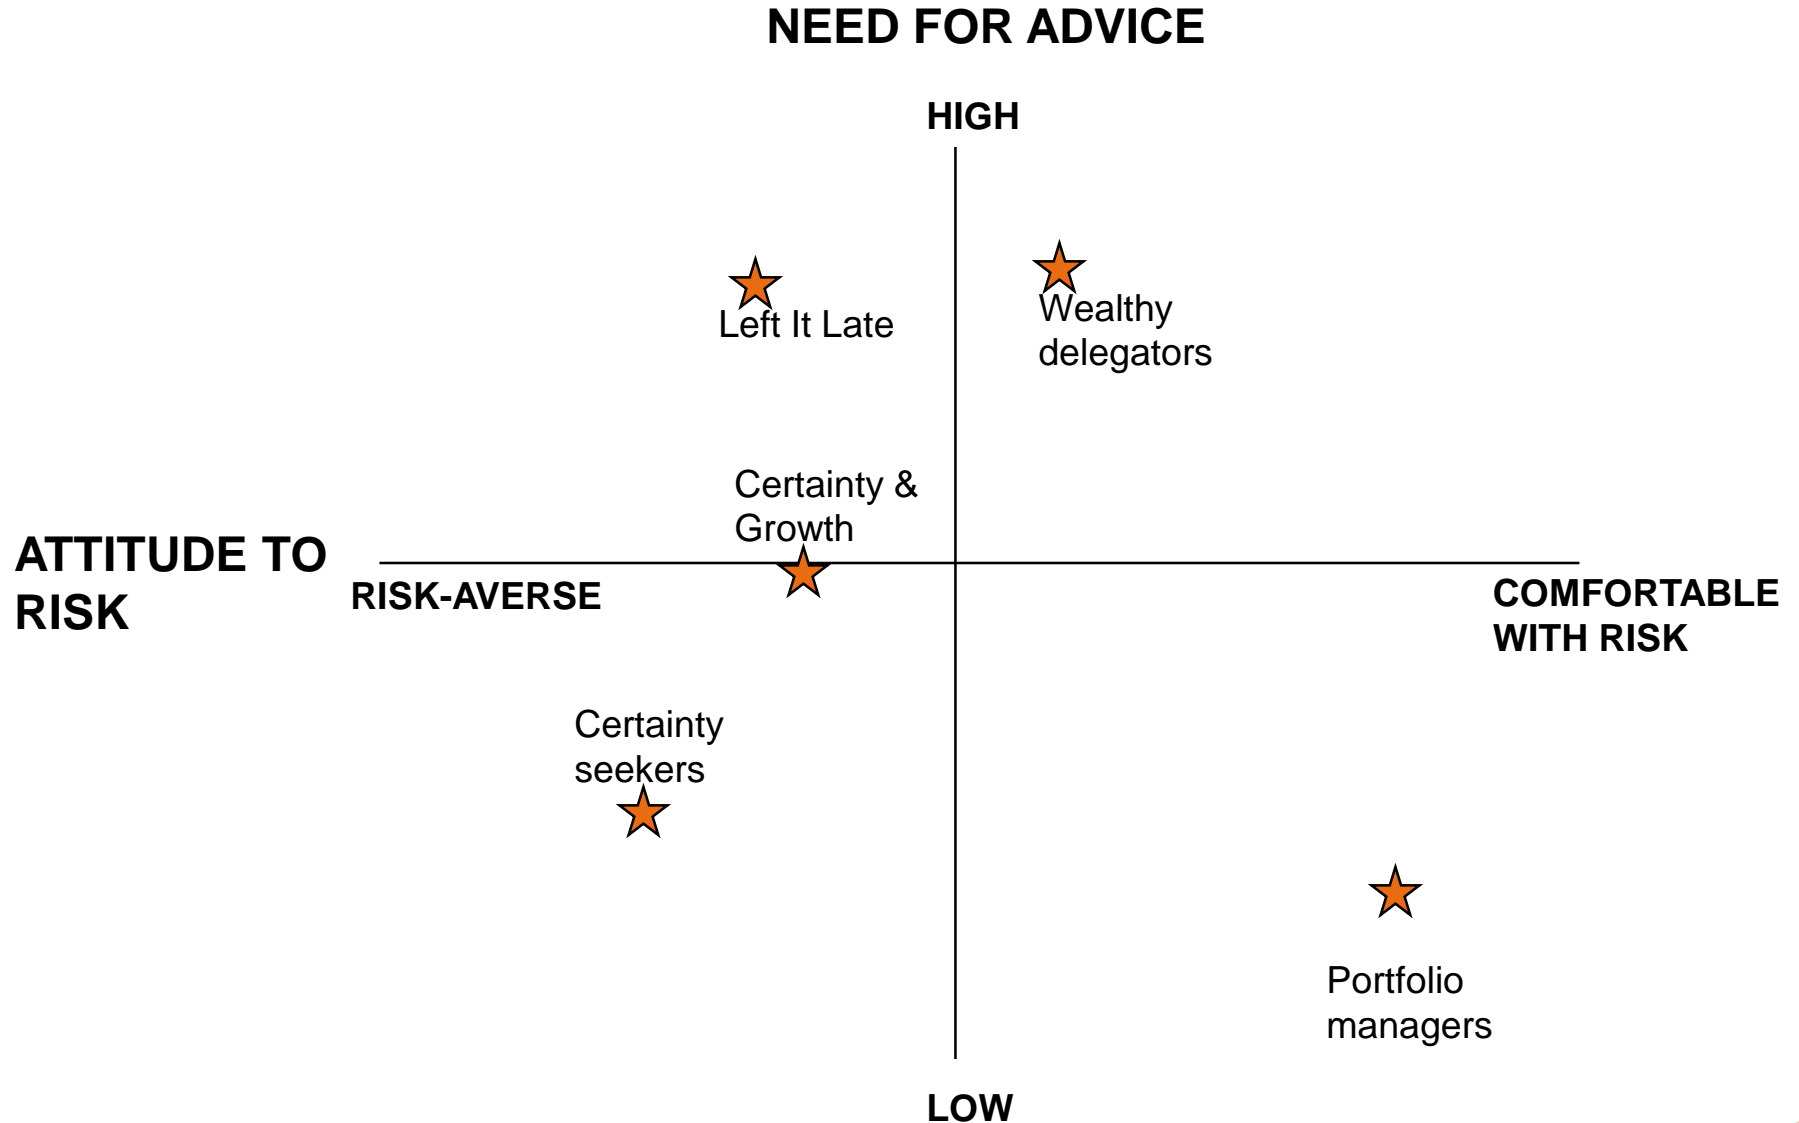 NEED FOR ADVICE
HIGH
Left It Late
Wealthy
delegators
Certainty &
Growth
ATTITUDE TO
RISK
RISK-AVERSE
COMFORTABLE
WITH RISK
Certainty
seekers
Portfolio
managers
LOW